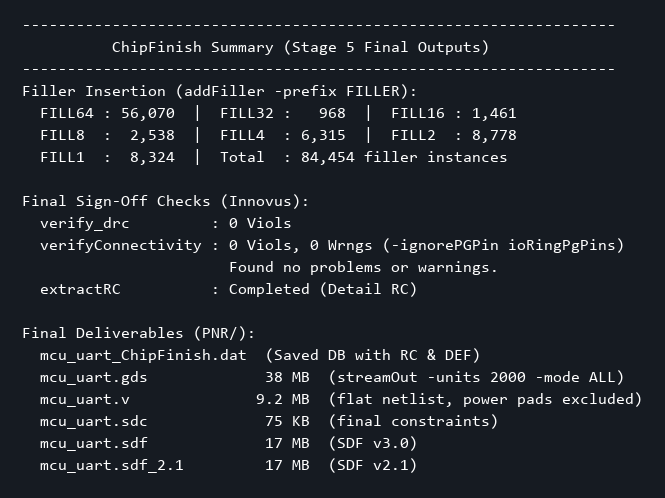 ------------------------------------------------------------------
ChipFinish Summary (Stage 5 Final Outputs)
------------------------------------------------------------------
Filler Insertion (addFiller -prefix FILLER):
  FILL64 : 56,070  |  FILL32 :   968  |  FILL16 : 1,461
  FILL8  :  2,538  |  FILL4  : 6,315  |  FILL2  : 8,778
  FILL1  :  8,324  |  Total  : 84,454 filler instances

Final Sign-Off Checks (Innovus):
  verify_drc         : 0 Viols
  verifyConnectivity : 0 Viols, 0 Wrngs (-ignorePGPin ioRingPgPins)
                       Found no problems or warnings.
  extractRC          : Completed (Detail RC)

Final Deliverables (PNR/):
  mcu_uart_ChipFinish.dat  (Saved DB with RC & DEF)
  mcu_uart.gds             38 MB  (streamOut -units 2000 -mode ALL)
  mcu_uart.v              9.2 MB  (flat netlist, power pads excluded)
  mcu_uart.sdc             75 KB  (final constraints)
  mcu_uart.sdf             17 MB  (SDF v3.0)
  mcu_uart.sdf_2.1         17 MB  (SDF v2.1)